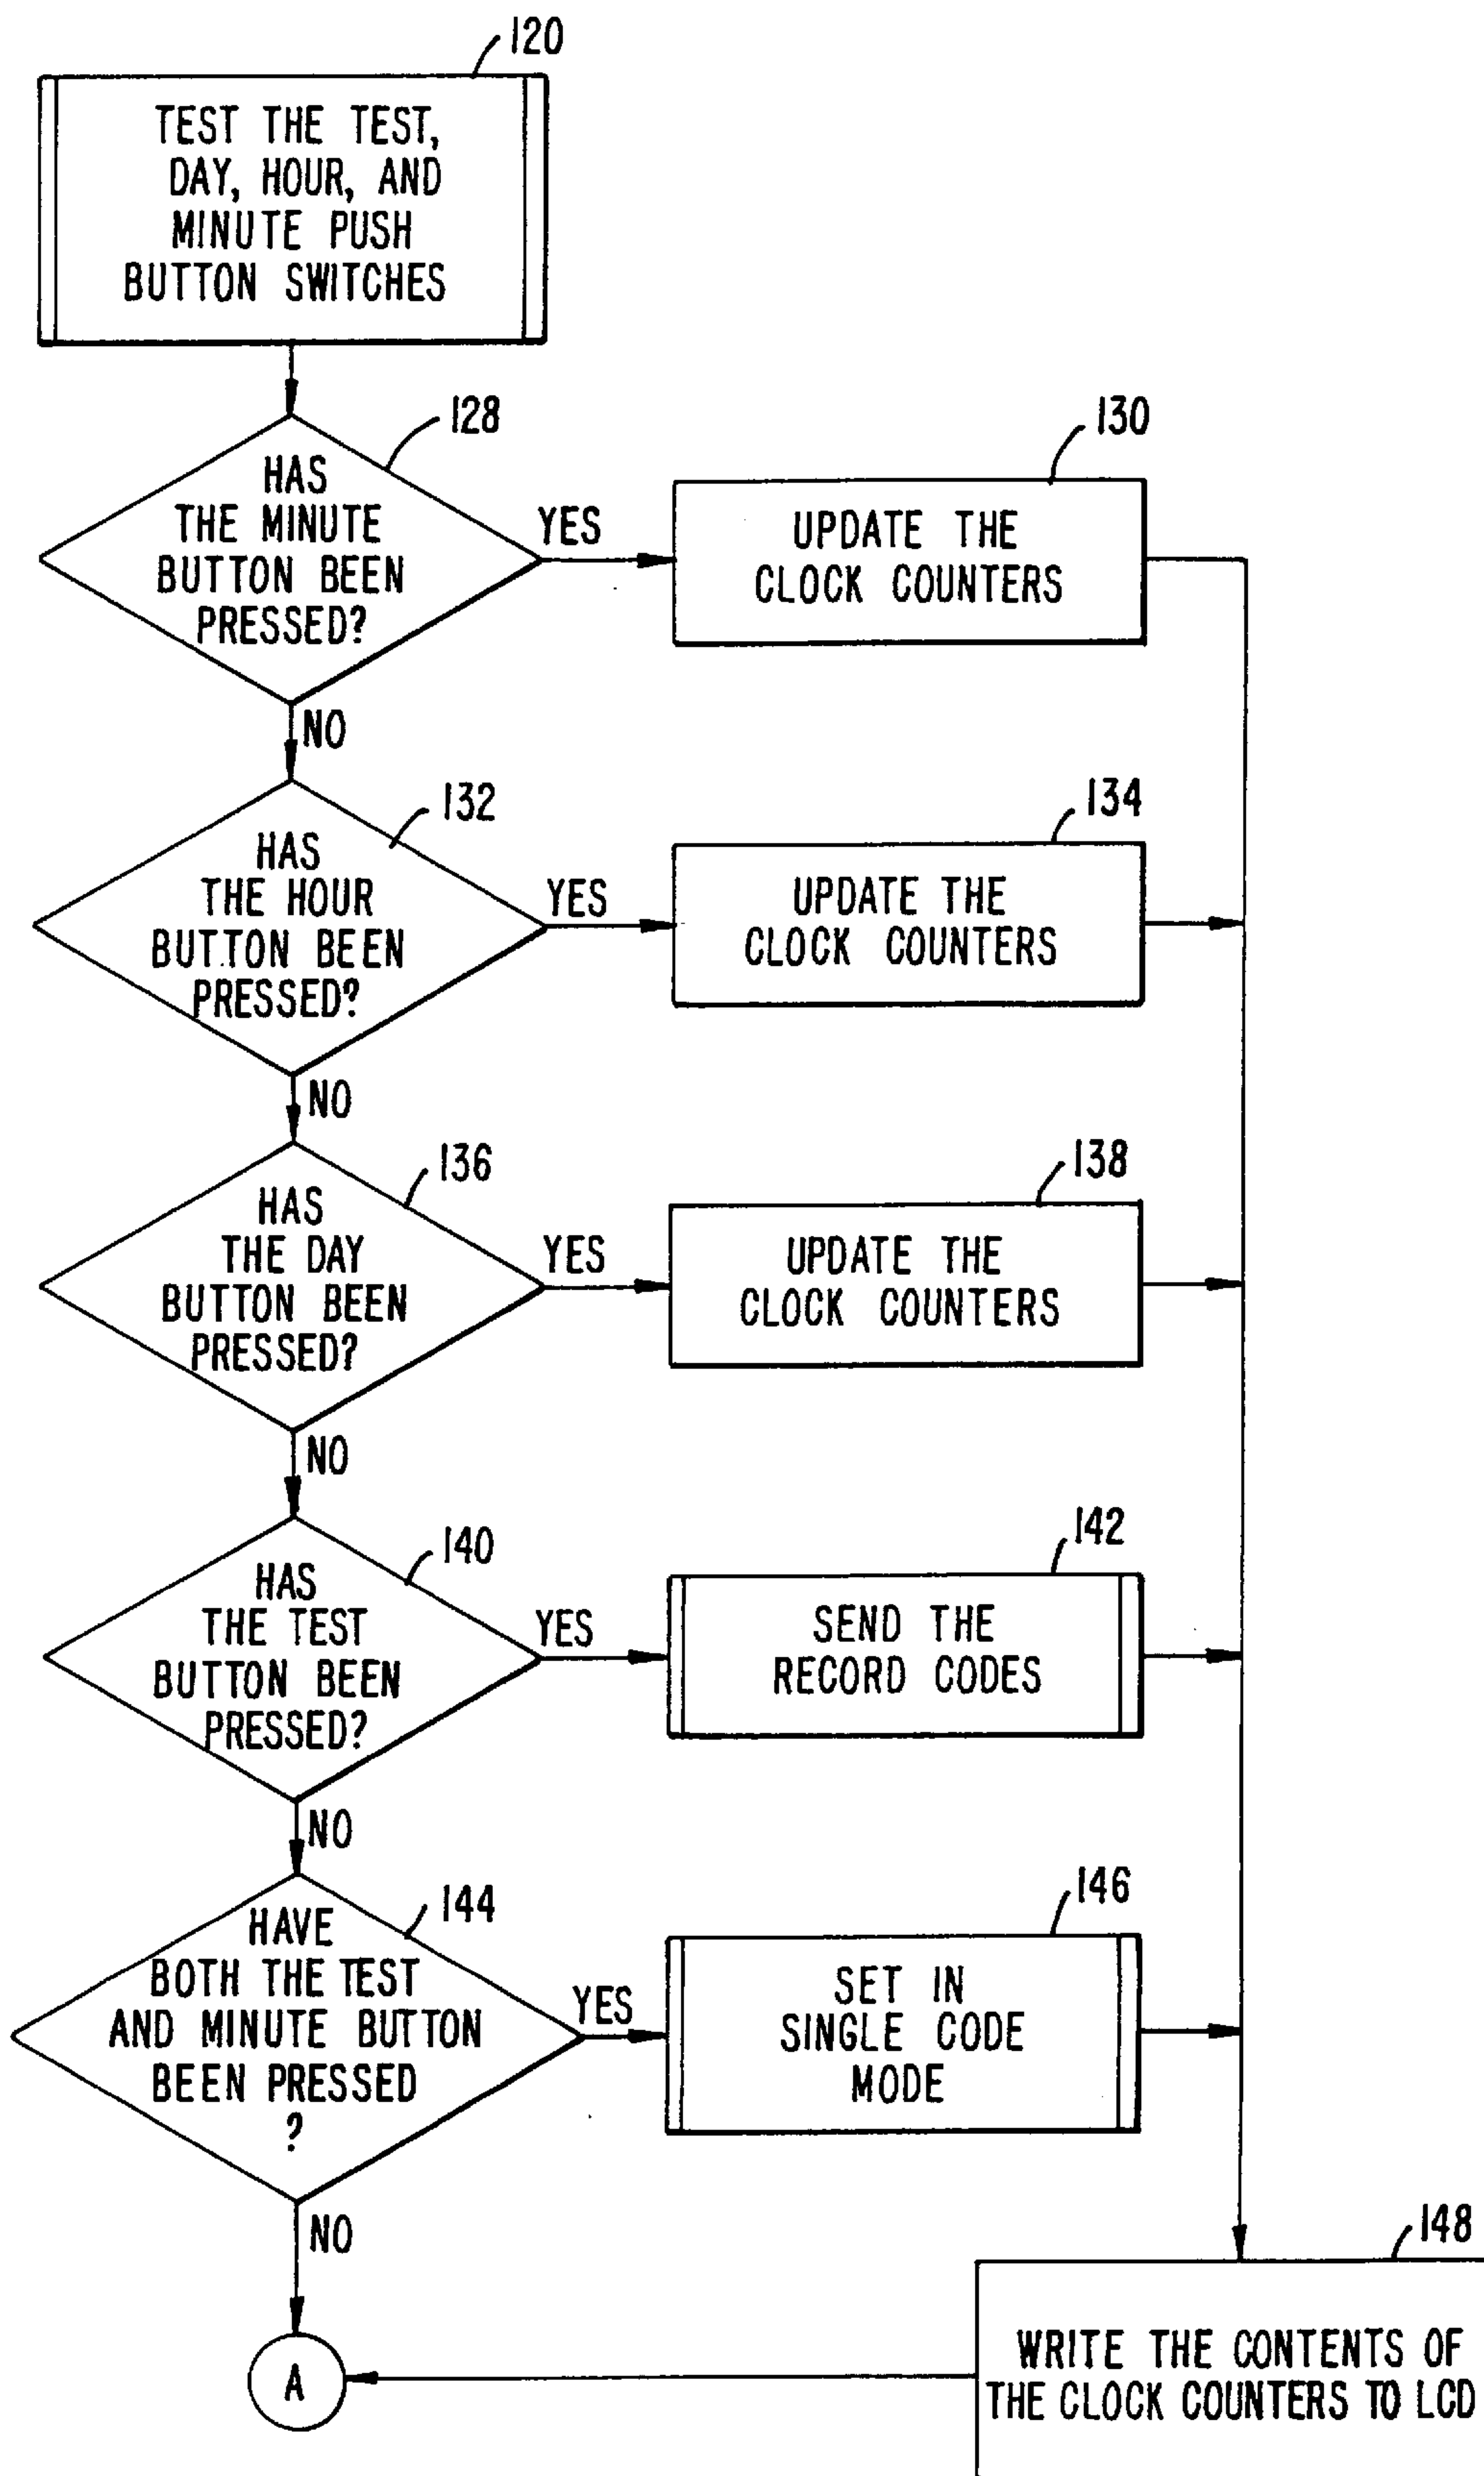 120
TEST THE TEST,
DAY, HOUR, AND
MINUTE PUSH
BUTTON SWITCHES
128
HAS
THE MINUTE
BUTTON BEEN
PRESSED?
YES
130
UPDATE THE
CLOCK COUNTERS
NO
132
HAS
THE HOUR
BUTTON BEEN
PRESSED?
YES
134
UPDATE THE
CLOCK COUNTERS
NO
136
HAS
THE DAY
BUTTON BEEN
PRESSED?
YES
138
UPDATE THE
CLOCK COUNTERS
NO
140
HAS
THE TEST
BUTTON BEEN
PRESSED?
YES
142
SEND THE
RECORD CODES
NO
144
HAVE
BOTH THE TEST
AND MINUTE BUTTON
BEEN PRESSED
?
YES
146
SET IN
SINGLE CODE
MODE
NO
148
WRITE THE CONTENTS OF
THE CLOCK COUNTERS TO LCD
A